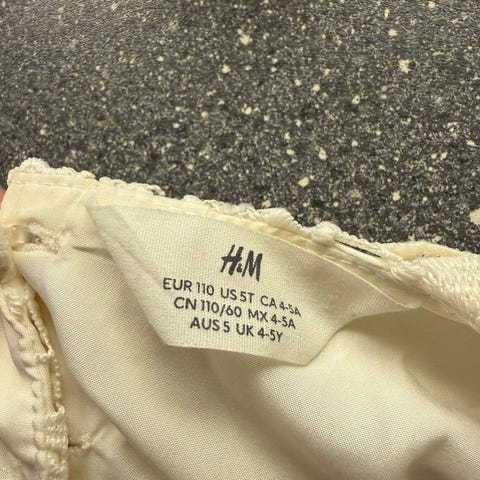 H&M
EUR 110 US 5T CA 4-5A
CN 110/60 MX 4-5A
AUS 5 UK 4-5Y